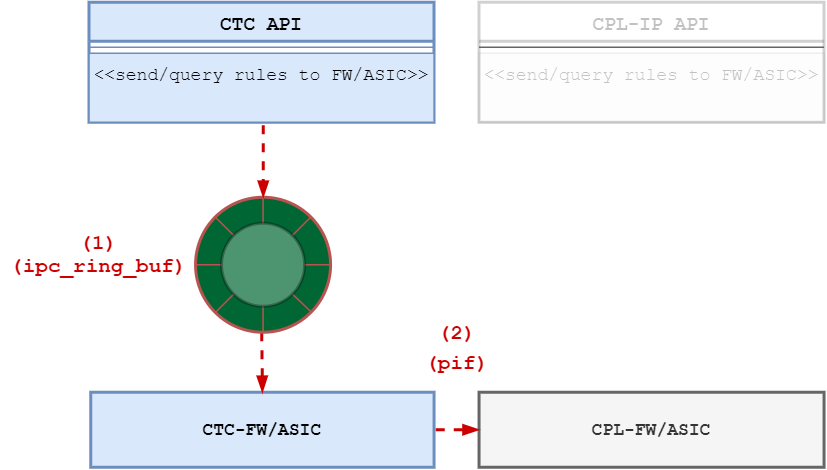 CTC API
CPL-IP API
<<send/query rules to FW/ASIC>>
<<send/query rules to FW/ASIC>>
(1)
(ipc_ring_buf)
(2)
(pif)
CTC-FW/ASIC
CPL-FW/ASIC